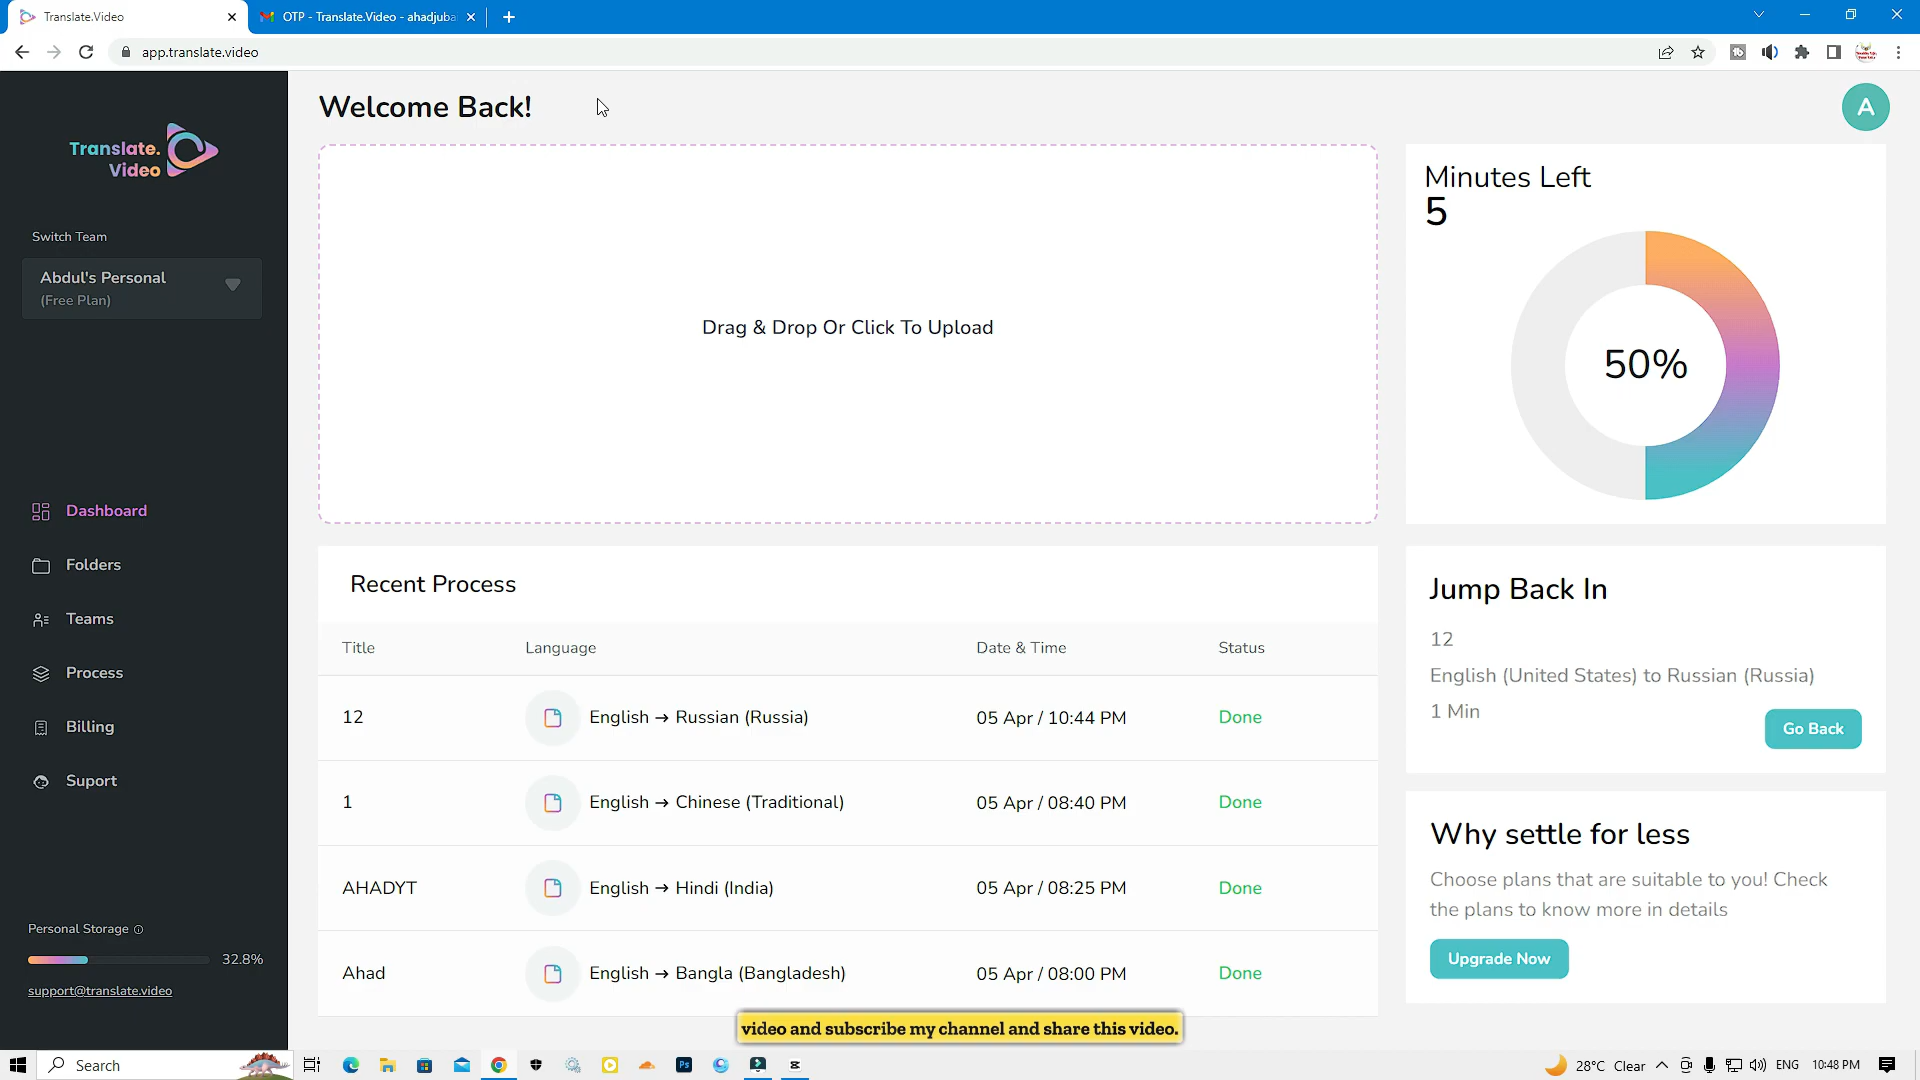 Translate.Video
OTP - Translate.Video - ahadjuba
app.translate.video
Translate.
Video
Switch Team
Abdul's Personal
(Free Plan)
Dashboard
Folders
Teams
Process
Billing
Suport
Personal Storage
32.8%
support@translate.video
Welcome Back!
A
Drag & Drop Or Click To Upload
Minutes Left
5
50%
Recent Process
Title Language Date & Time Status
12 English → Russian (Russia) 05 Apr / 10:44 PM Done
1 English → Chinese (Traditional) 05 Apr / 08:40 PM Done
AHADYT English → Hindi (India) 05 Apr / 08:25 PM Done
Ahad English → Bangla (Bangladesh) 05 Apr / 08:00 PM Done
Jump Back In
12
English (United States) to Russian (Russia)
1 Min
Go Back
Why settle for less
Choose plans that are suitable to you! Check
the plans to know more in details
Upgrade Now
video and subscribe my channel and share this video.
Search
Ps
28°C Clear
ENG
10:48 PM